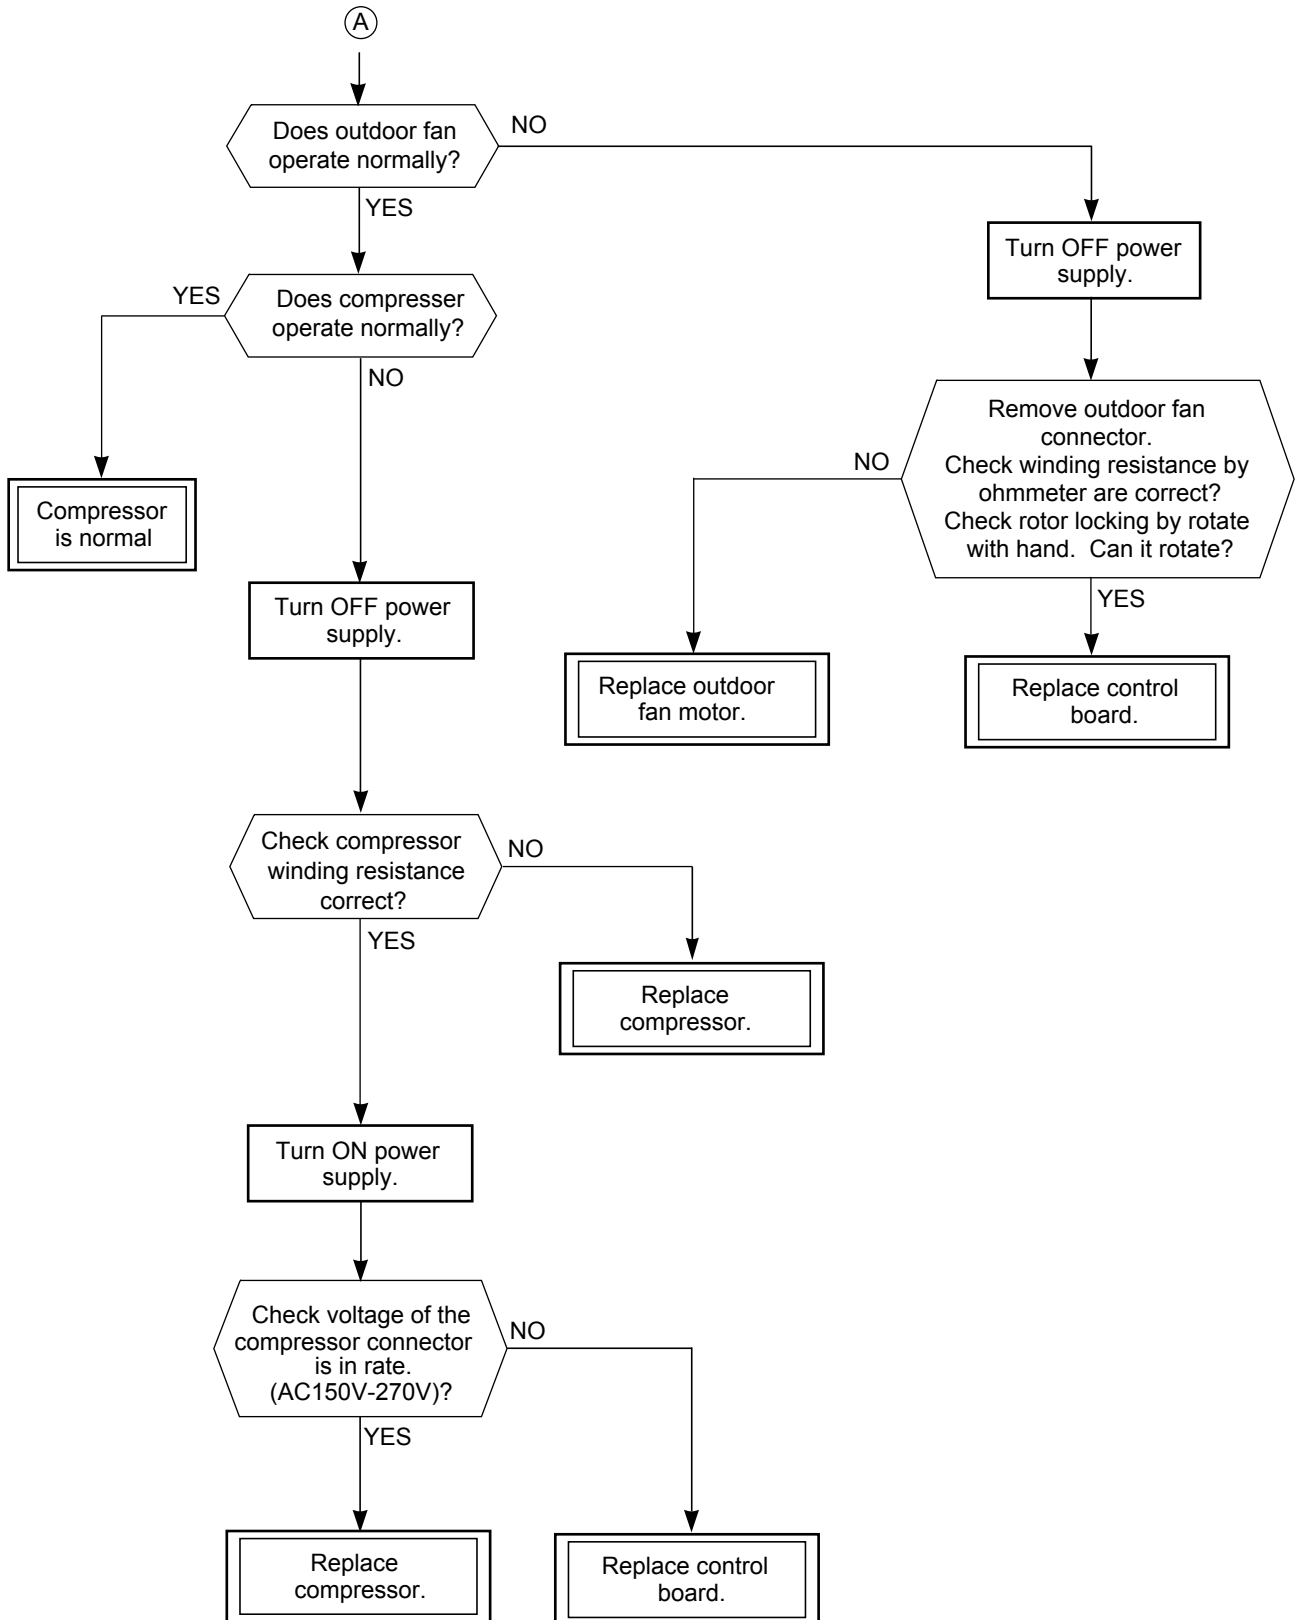 A
Does outdoor fan
operate normally?
NO
YES
Turn OFF power
supply.
YES
Does compresser
operate normally?
NO
Remove outdoor fan
connector.
Check winding resistance by
ohmmeter are correct?
Check rotor locking by rotate
with hand. Can it rotate?
NO
YES
Compressor
is normal
Turn OFF power
supply.
Replace outdoor
fan motor.
Replace control
board.
Check compressor
winding resistance
correct?
NO
YES
Replace
compressor.
Turn ON power
supply.
Check voltage of the
compressor connector
is in rate.
(AC150V-270V)?
NO
YES
Replace
compressor.
Replace control
board.